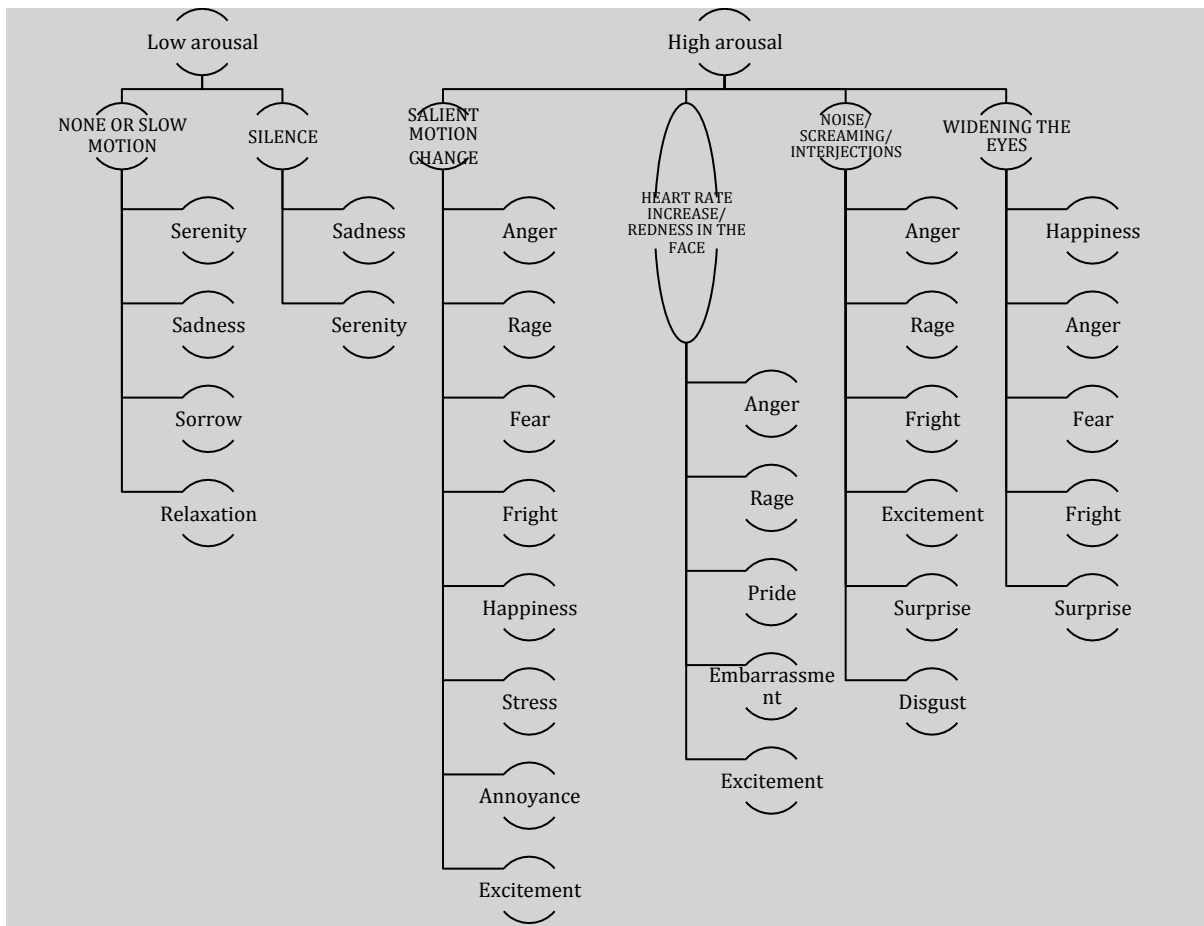 Low arousal
NONE OR SLOW
MOTION
Serenity
Sadness
Sorrow
Relaxation
SILENCE
Sadness
Serenity
High arousal
SALIENT
MOTION
CHANGE
Anger
Rage
Fear
Fright
Happiness
Stress
Annoyance
Excitement
HEART RATE
INCREASE/
REDNESS IN THE
FACE
Anger
Rage
Pride
Embarrassme
nt
Excitement
NOISE/
SCREAMING/
INTERJECTIONS
Anger
Rage
Fright
Excitement
Surprise
Disgust
WIDENING THE
EYES
Happiness
Anger
Fear
Fright
Surprise